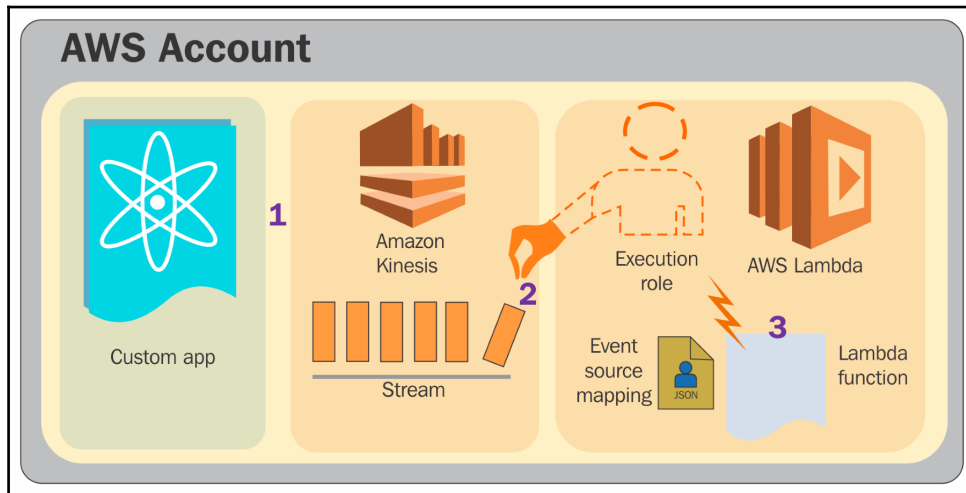 AWS Account
1
Amazon
Kinesis
2
Execution
role
AWS Lambda
3
Custom app
Stream
Event
source
mapping
JSON
Lambda
function